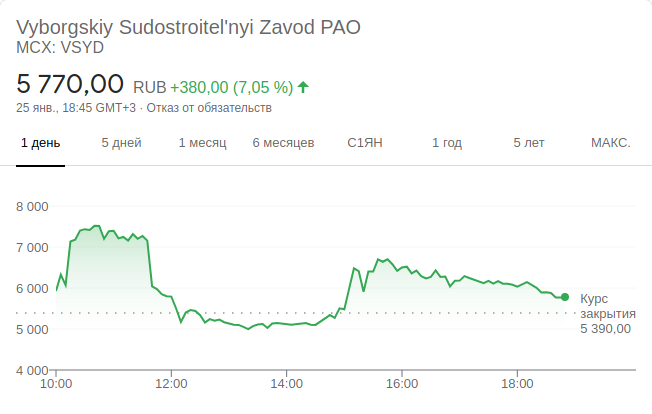 Vyborgskiy Sudostroitel'nyi Zavod PAO
MCX: VSYD
5 770,00 RUB +380,00 (7,05 %)
25 янв., 18:45 GMT+3 · Отказ от обязательств
1 день 5 дней 1 месяц 6 месяцев С1ЯН 1 год 5 лет МАКС.
8 000
7 000
6 000
5 000
4 000
Курс
закрытия
5 390,00
10:00 12:00 14:00 16:00 18:00